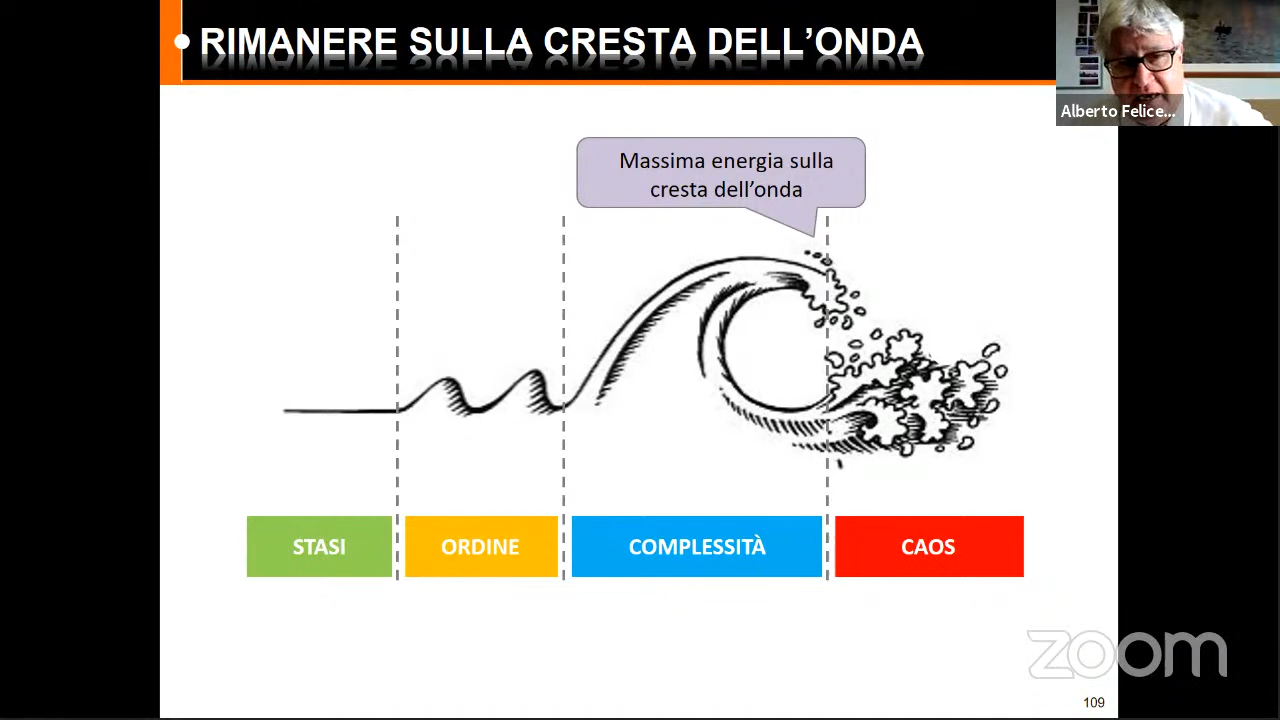 RIMANERE SULLA CRESTA DELL’ONDA
Alberto Felice...
Massima energia sulla
cresta dell’onda
STASI
ORDINE
COMPLESSITÀ
CAOS
zoom
109